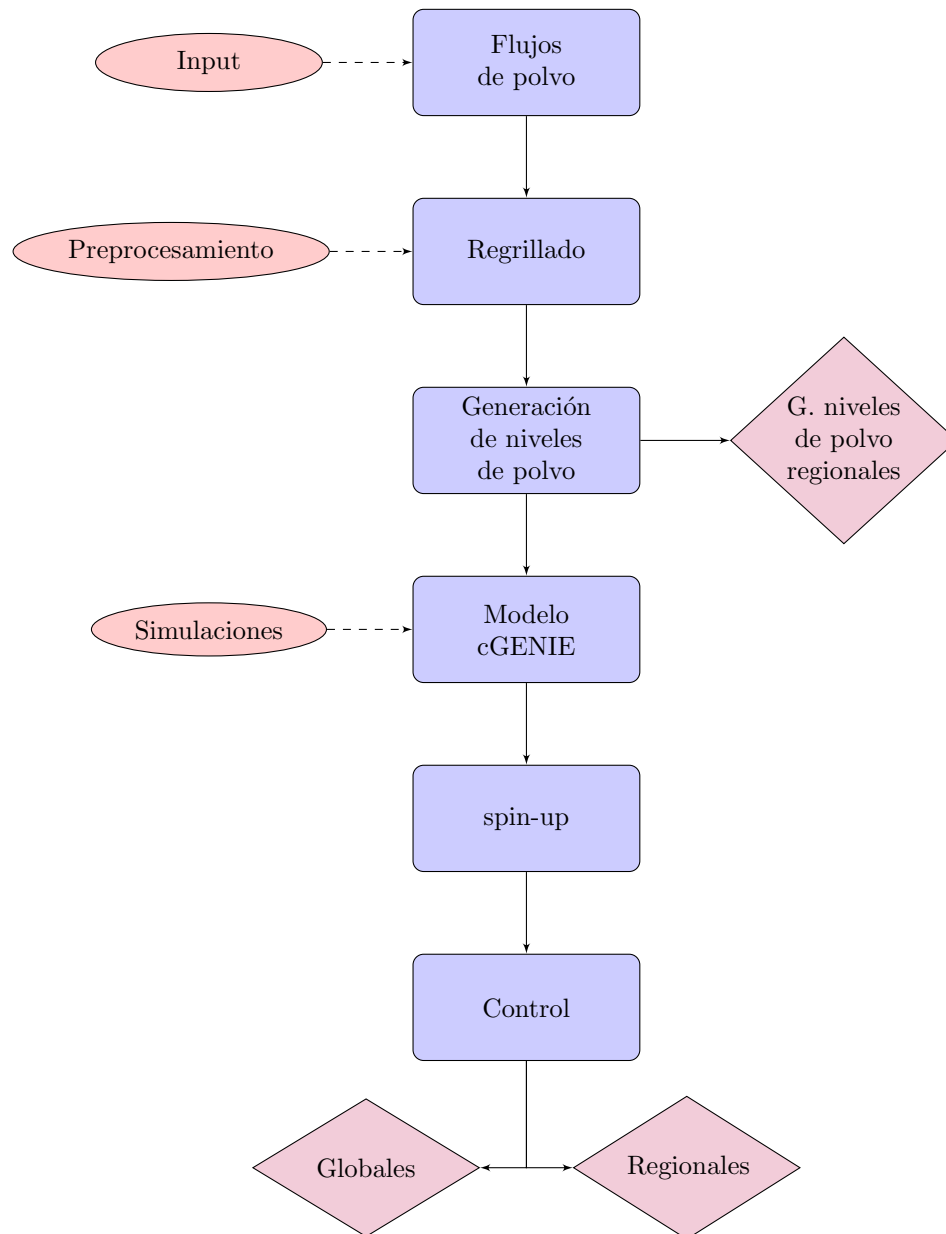 Flujos
de polvo
Input
Regrillado
Preprocesamiento
Generación
de niveles
de polvo
G. niveles
de polvo
regionales
Modelo
cGENIE
Simulaciones
spin-up
Control
Globales
Regionales